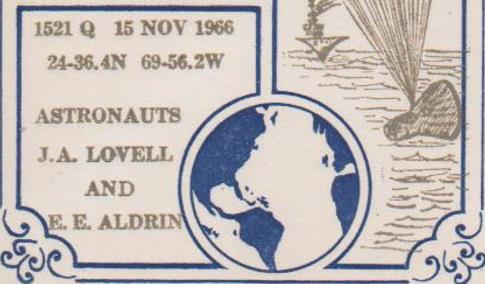 1521 Q 15 NOV 1966
24-36.4N 69-56.2W
ASTRONAUTS
J.A. LOVELL
AND
E. E. ALDRIN